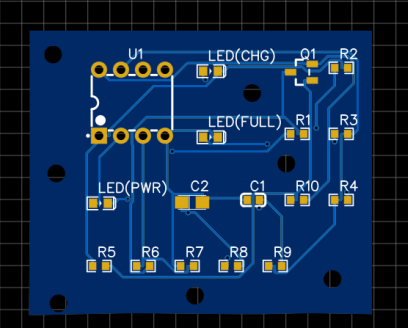 U1 LED(CHG) Q1 R2
LED(FULL) R1 R3
LED(PWR) C2 C1 R10 R4
R5 R6 R7 R8 R9